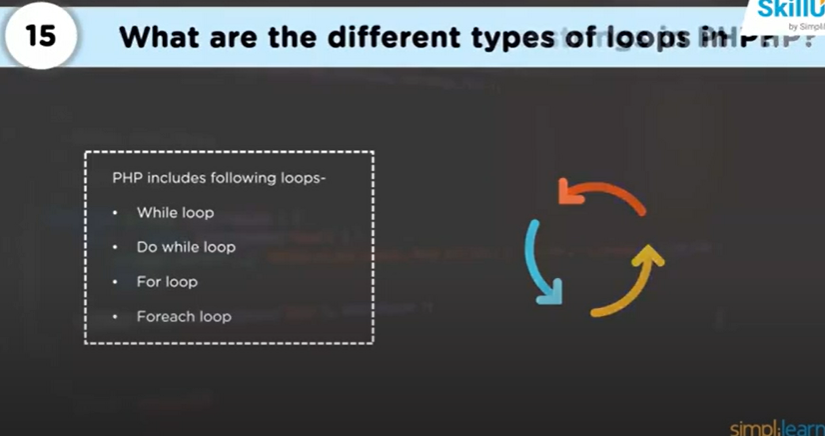 SkillU
by Simpli
15
What are the different types of loops in PHP?
PHP includes following loops-
• While loop
• Do while loop
• For loop
• Foreach loop
simplilearn